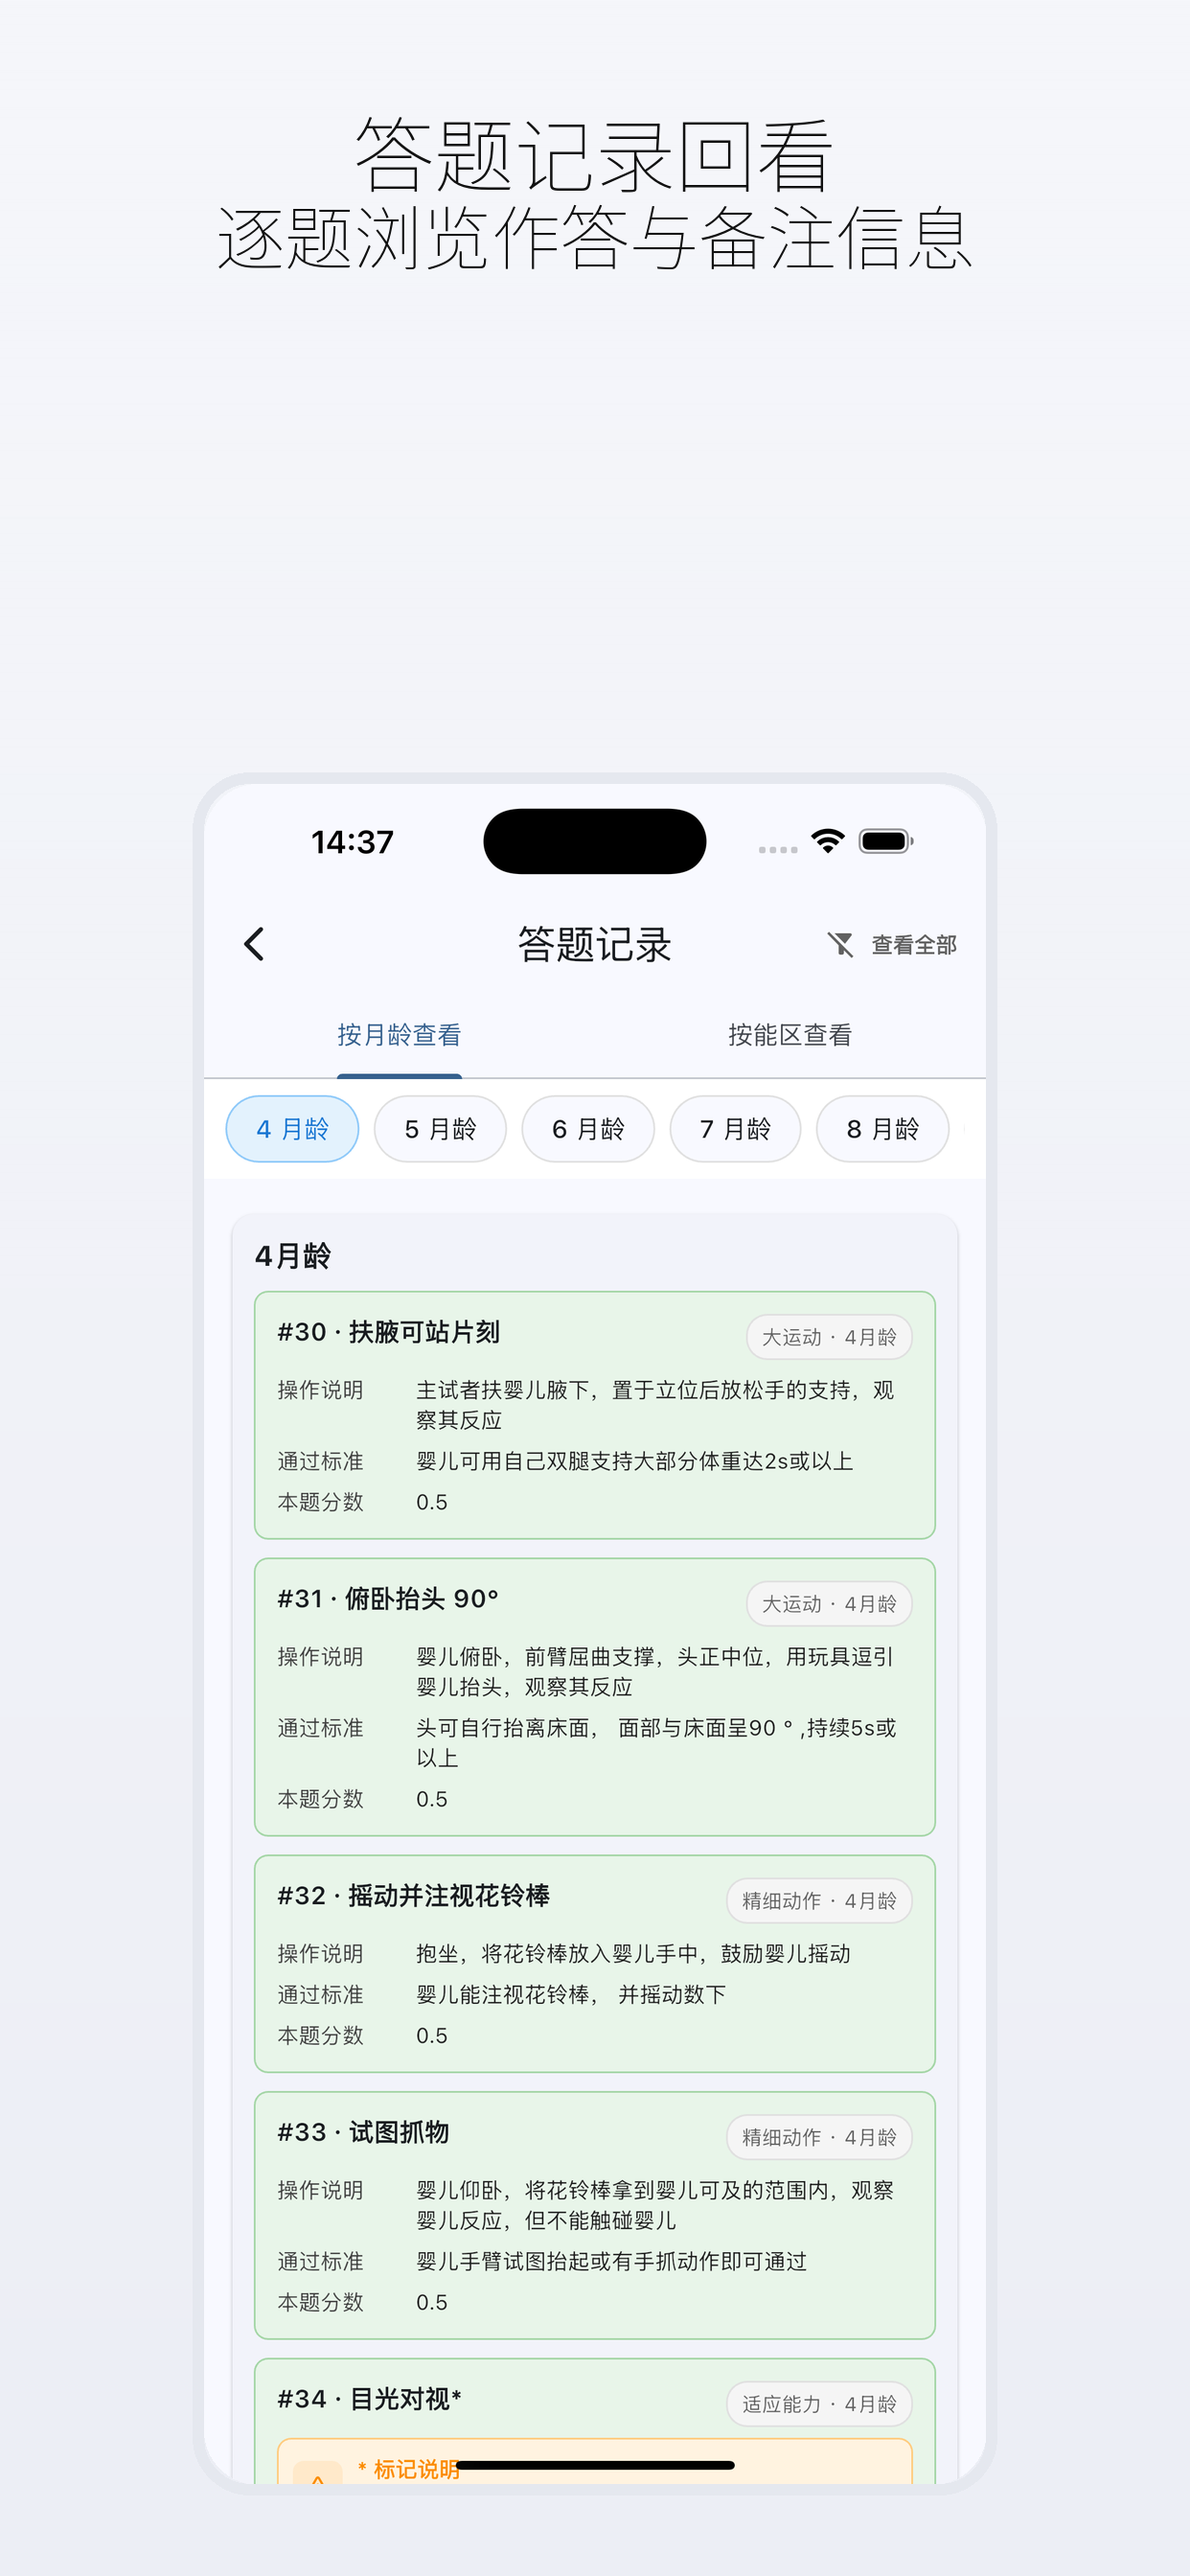 答题记录回看
逐题浏览作答与备注信息
14:37
答题记录
查看全部
按月龄查看
按能区查看
4 月龄
5 月龄
6 月龄
7 月龄
8 月龄
4月龄
#30 · 扶腋可站片刻
大运动 · 4月龄
操作说明
主试者扶婴儿腋下，置于立位后放松手的支持，观
察其反应
通过标准
婴儿可用自己双腿支持大部分体重达2s或以上
本题分数
0.5
#31 · 俯卧抬头 90°
大运动 · 4月龄
操作说明
婴儿俯卧，前臂屈曲支撑，头正中位，用玩具逗引
婴儿抬头，观察其反应
通过标准
头可自行抬离床面， 面部与床面呈90 ° ,持续5s或
以上
本题分数
0.5
#32 · 摇动并注视花铃棒
精细动作 · 4月龄
操作说明
抱坐，将花铃棒放入婴儿手中，鼓励婴儿摇动
通过标准
婴儿能注视花铃棒， 并摇动数下
本题分数
0.5
#33 · 试图抓物
精细动作 · 4月龄
操作说明
婴儿仰卧，将花铃棒拿到婴儿可及的范围内，观察
婴儿反应，但不能触碰婴儿
通过标准
婴儿手臂试图抬起或有手抓动作即可通过
本题分数
0.5
#34 · 目光对视*
适应能力 · 4月龄
* 标记说明